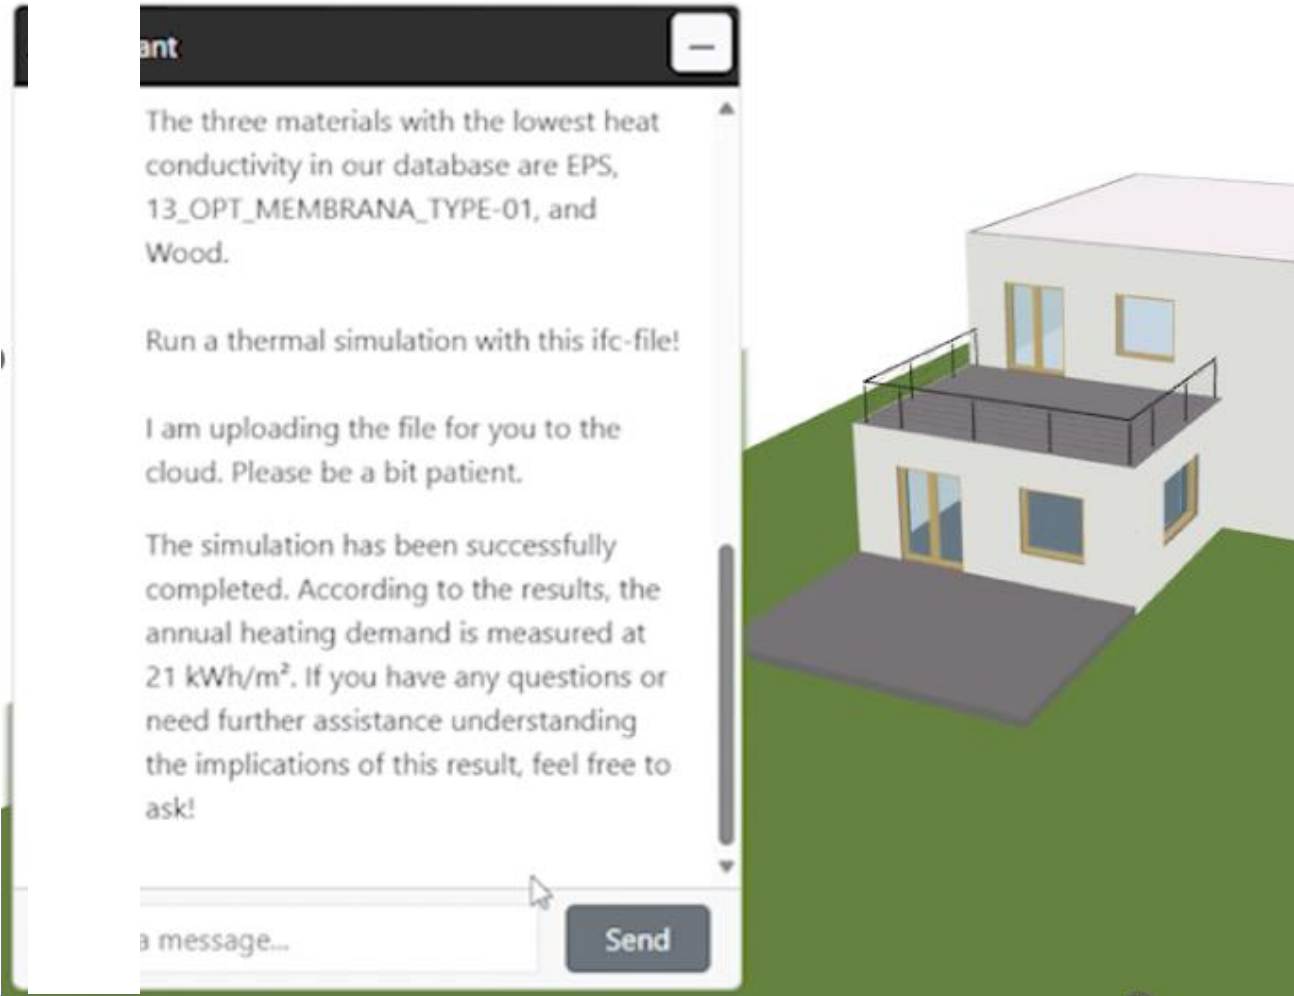 ant
The three materials with the lowest heat
conductivity in our database are EPS,
13_OPT_MEMBRANA_TYPE-01, and
Wood.
Run a thermal simulation with this ifc-file!
I am uploading the file for you to the
cloud. Please be a bit patient.
The simulation has been successfully
completed. According to the results, the
annual heating demand is measured at
21 kWh/m². If you have any questions or
need further assistance understanding
the implications of this result, feel free to
ask!
a message...
Send